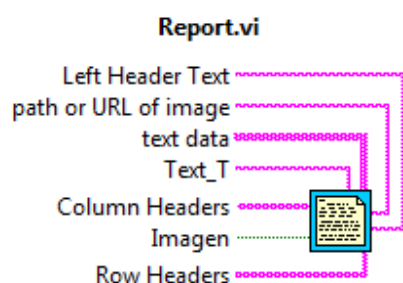 Report.vi
Left Header Text
path or URL of image
text data
Text_T
Column Headers
Imagen
Row Headers